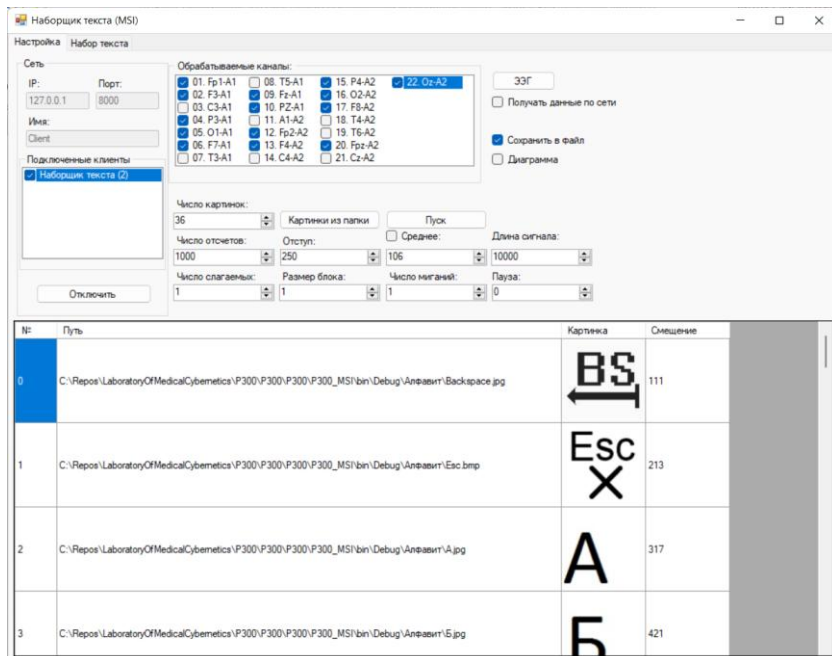 Наборщик текста (MSI)
Настройка Набор текста
Сеть
IP: Порт:
127.0.0.1 8000
Имя:
Client
Подключенные клиенты
Наборщик текста (2)
Отключить
Обрабатываемые каналы:
01. Fp1-A1 08. T5-A1 15. P4-A2 22. Oz-A2
02. F3-A1 09. Fz-A1 16. O2-A2
03. C3-A1 10. PZ-A1 17. F8-A2
04. P3-A1 11. A1-A2 18. T4-A2
05. O1-A1 12. Fp2-A2 19. T6-A2
06. F7-A1 13. F4-A2 20. Fpz-A2
07. T3-A1 14. C4-A2 21. Cz-A2
ЭЭГ
Получать данные по сети
Сохранить в файл
Диаграмма
Число картинок:
36 Картинки из папки Пуск
Число отсчетов: Отступ: Среднее: Длина сигнала:
1000 250 106 10000
Число слагаемых: Размер блока: Число миганий: Пауза:
1 1 1 0
№ Путь Картинка Смещение
0 C:\Repos\LaboratoryOfMedicalCybernetics\P300\P300\P300\P300_MSI\bin\Debug\Алфавит\Backspace.jpg BS 111
1 C:\Repos\LaboratoryOfMedicalCybernetics\P300\P300\P300\P300_MSI\bin\Debug\Алфавит\Esc.bmp Esc 213
2 C:\Repos\LaboratoryOfMedicalCybernetics\P300\P300\P300\P300_MSI\bin\Debug\Алфавит\А.jpg А 317
3 C:\Repos\LaboratoryOfMedicalCybernetics\P300\P300\P300\P300_MSI\bin\Debug\Алфавит\Б.jpg Б 421